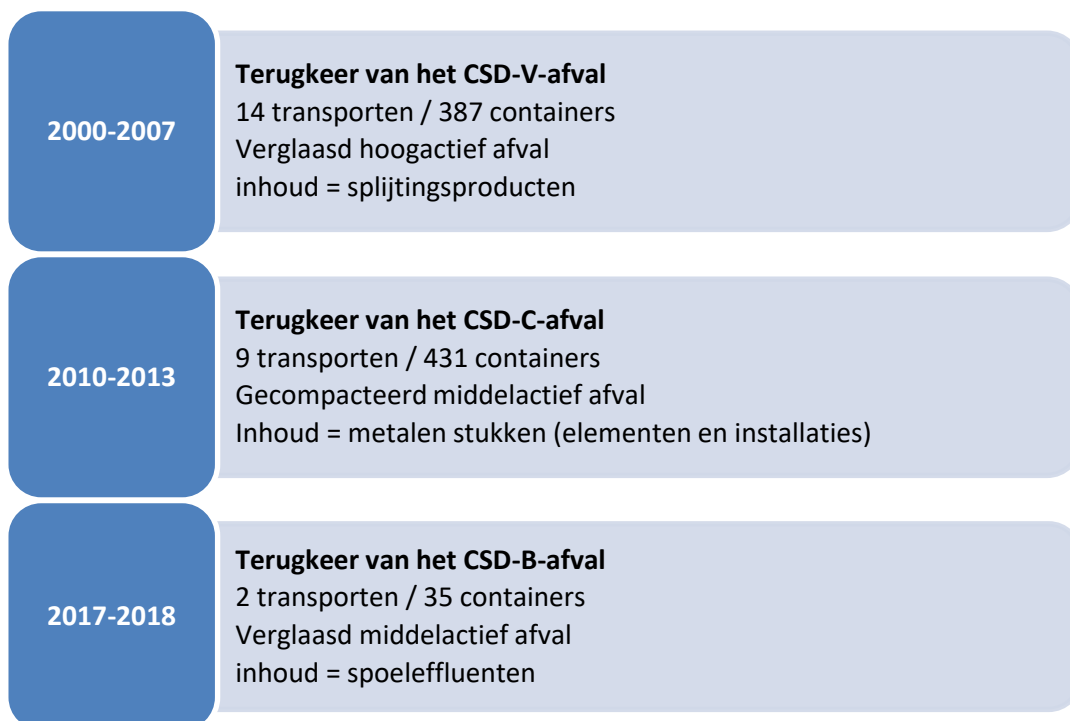 2000-2007
Terugkeer van het CSD-V-afval
14 transporten / 387 containers
Verglaasd hoogactief afval
inhoud = splijtingsproducten
2010-2013
Terugkeer van het CSD-C-afval
9 transporten / 431 containers
Gecompacteerd middelactief afval
Inhoud = metalen stukken (elementen en installaties)
2017-2018
Terugkeer van het CSD-B-afval
2 transporten / 35 containers
Verglaasd middelactief afval
inhoud = spoeleffluenten